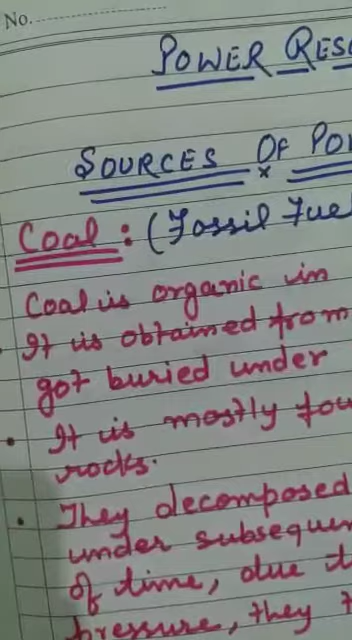 No.
POWER RES
SOURCES OF PO
Coal: (Fossil Fue
Coal is organic in
• It is obtained from
got buried under
• It is mostly fou
rocks.
• They decomposed
under subseque
of time, due t
pressure, they t